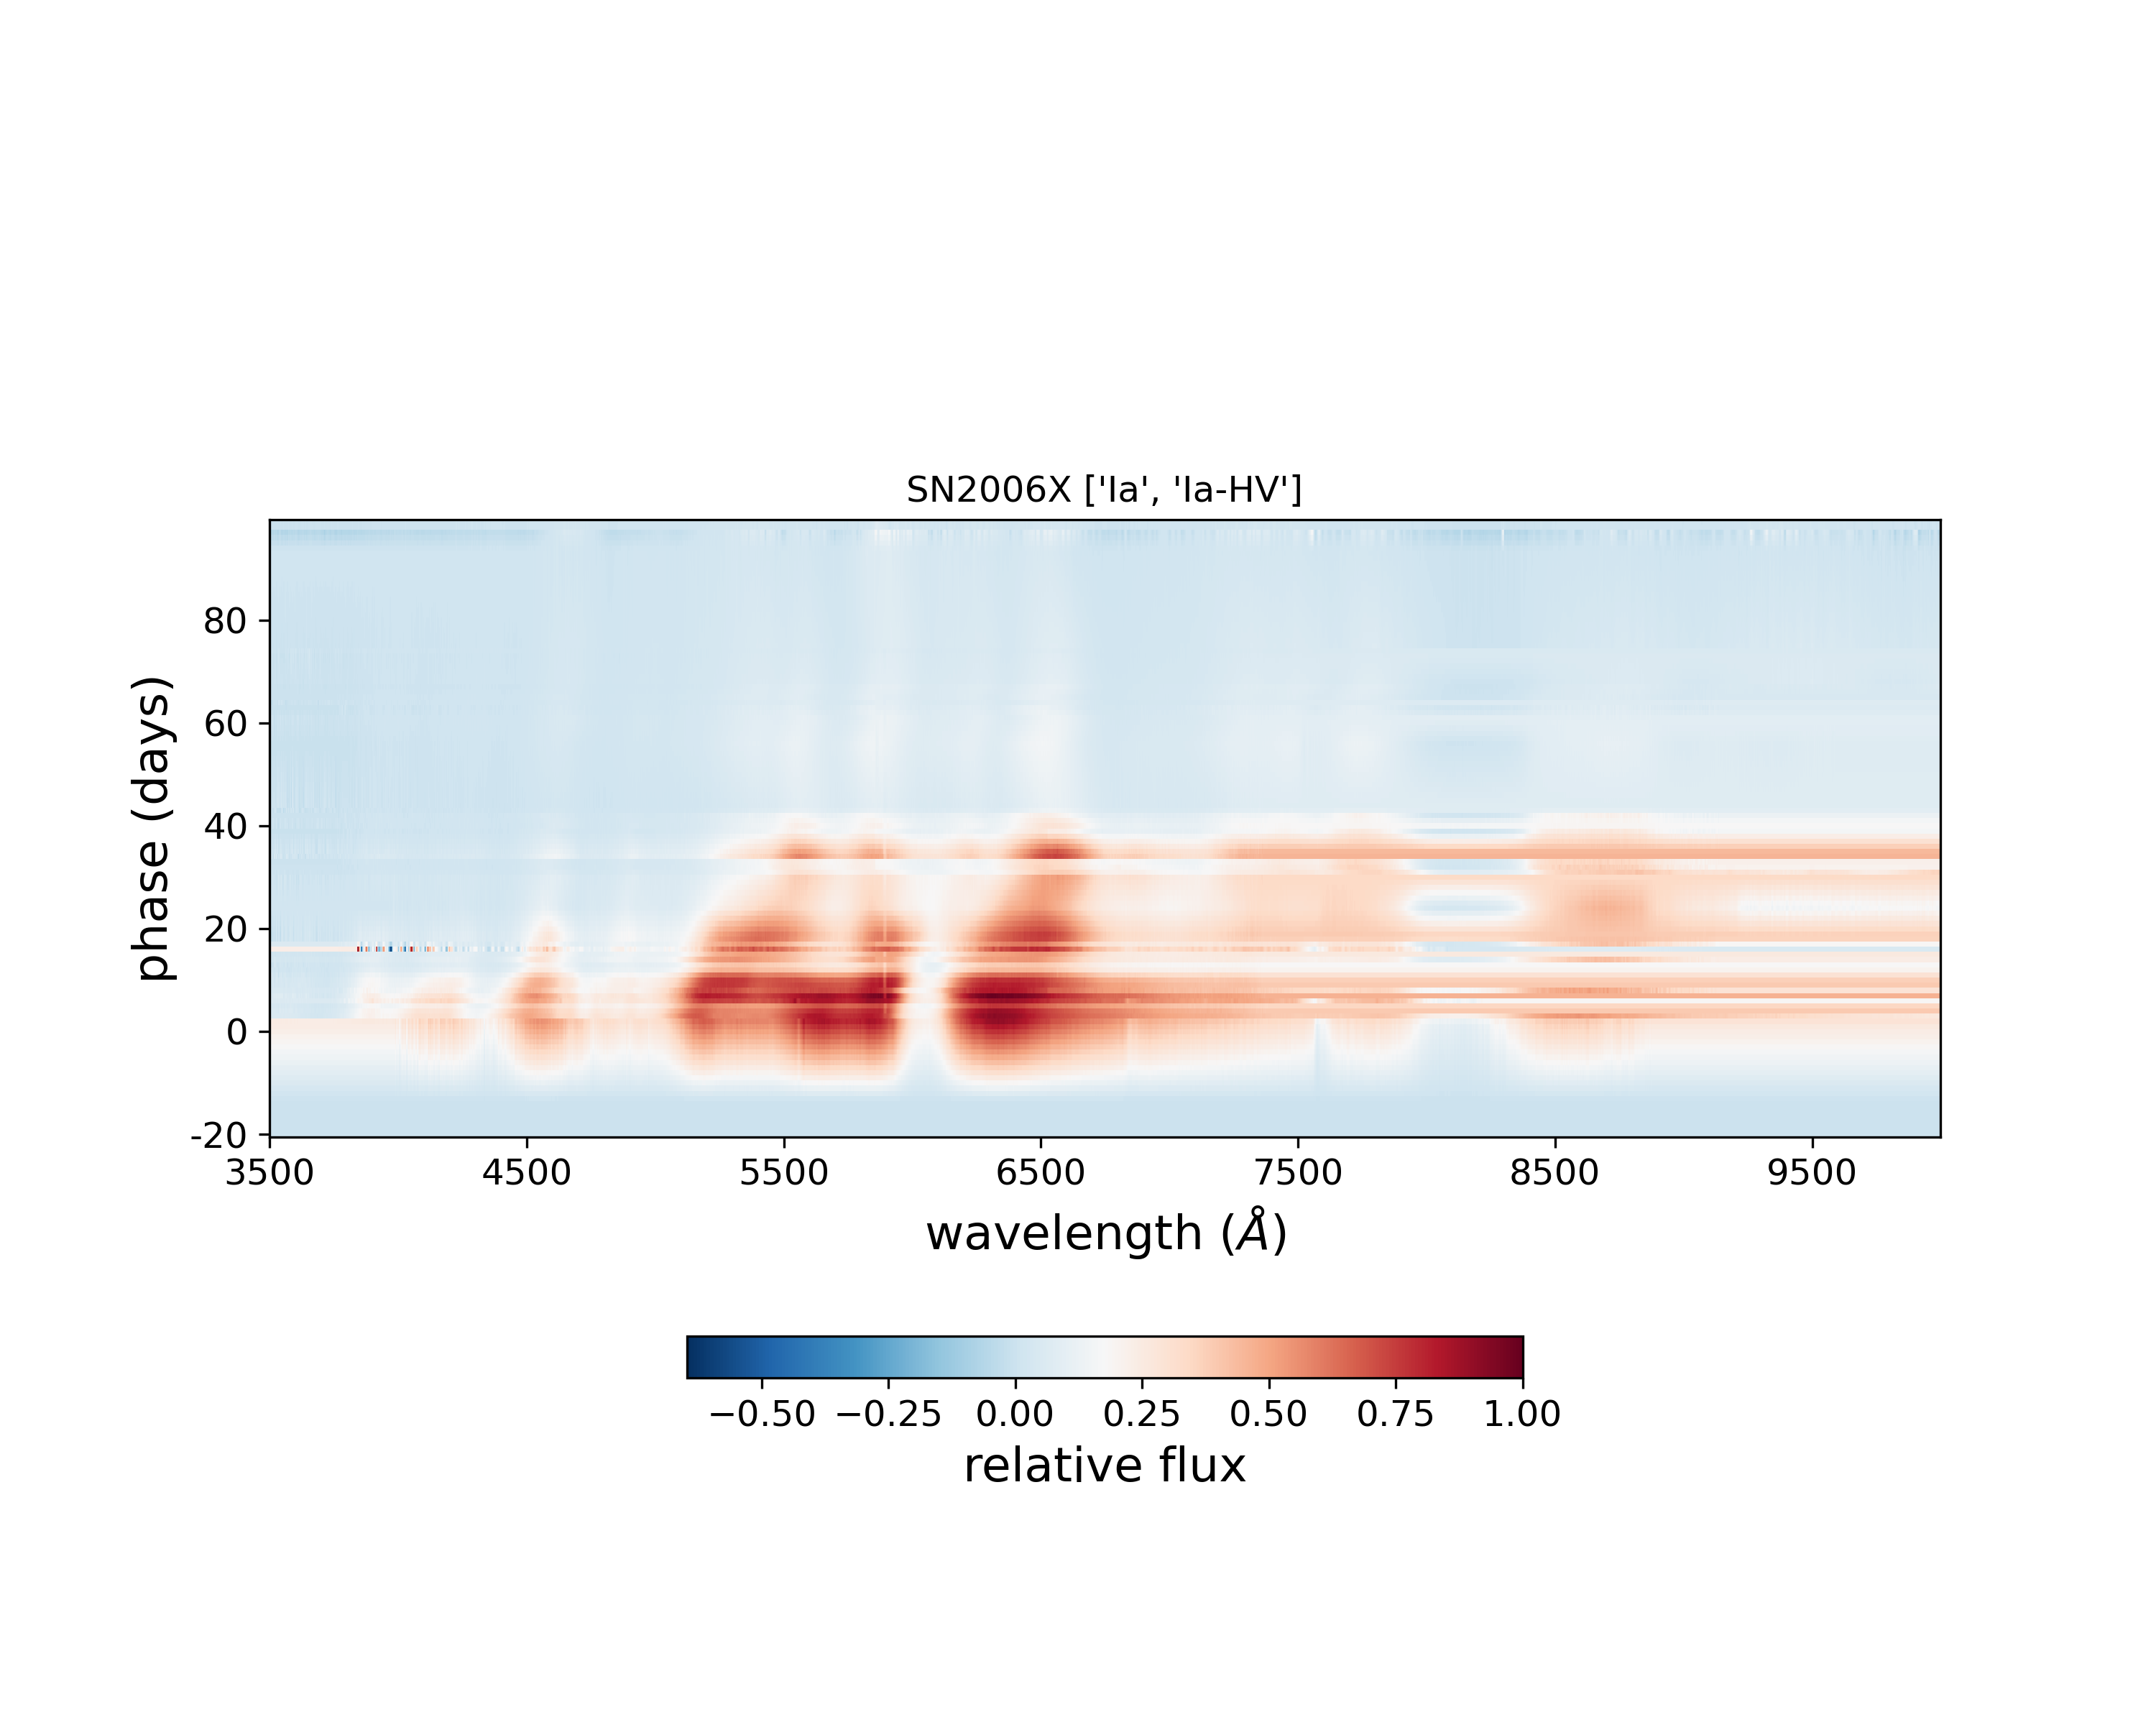 SN2006X ['Ia', 'Ia-HV']
phase (days)
80
60
40
20
0
-20
3500 4500 5500 6500 7500 8500 9500
wavelength (Å)
−0.50 −0.25 0.00 0.25 0.50 0.75 1.00
relative flux